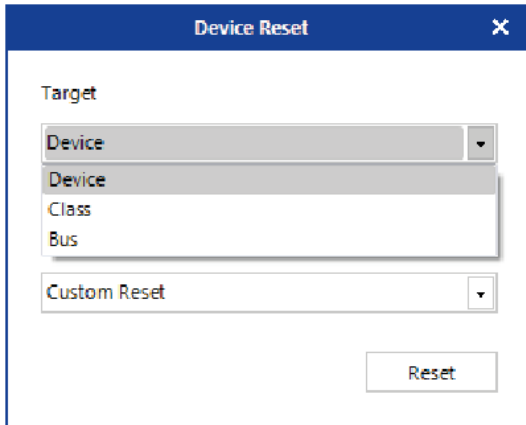 Device Reset
Target
Device
Device
Class
Bus
Custom Reset
Reset